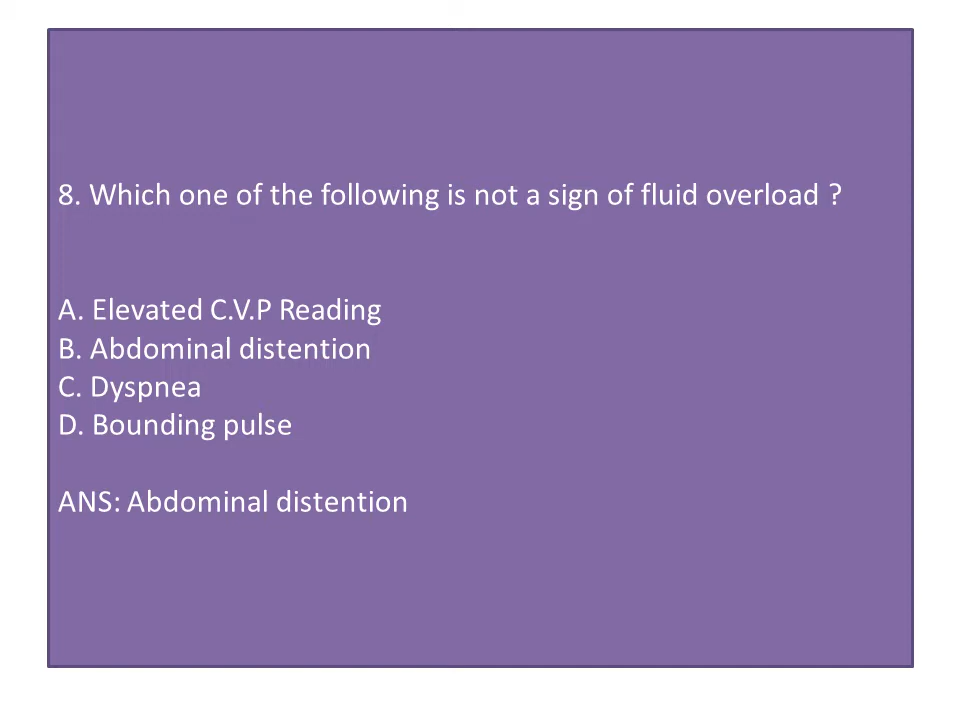 8. Which one of the following is not a sign of fluid overload ?
A. Elevated C.V.P Reading
B. Abdominal distention
C. Dyspnea
D. Bounding pulse
ANS: Abdominal distention